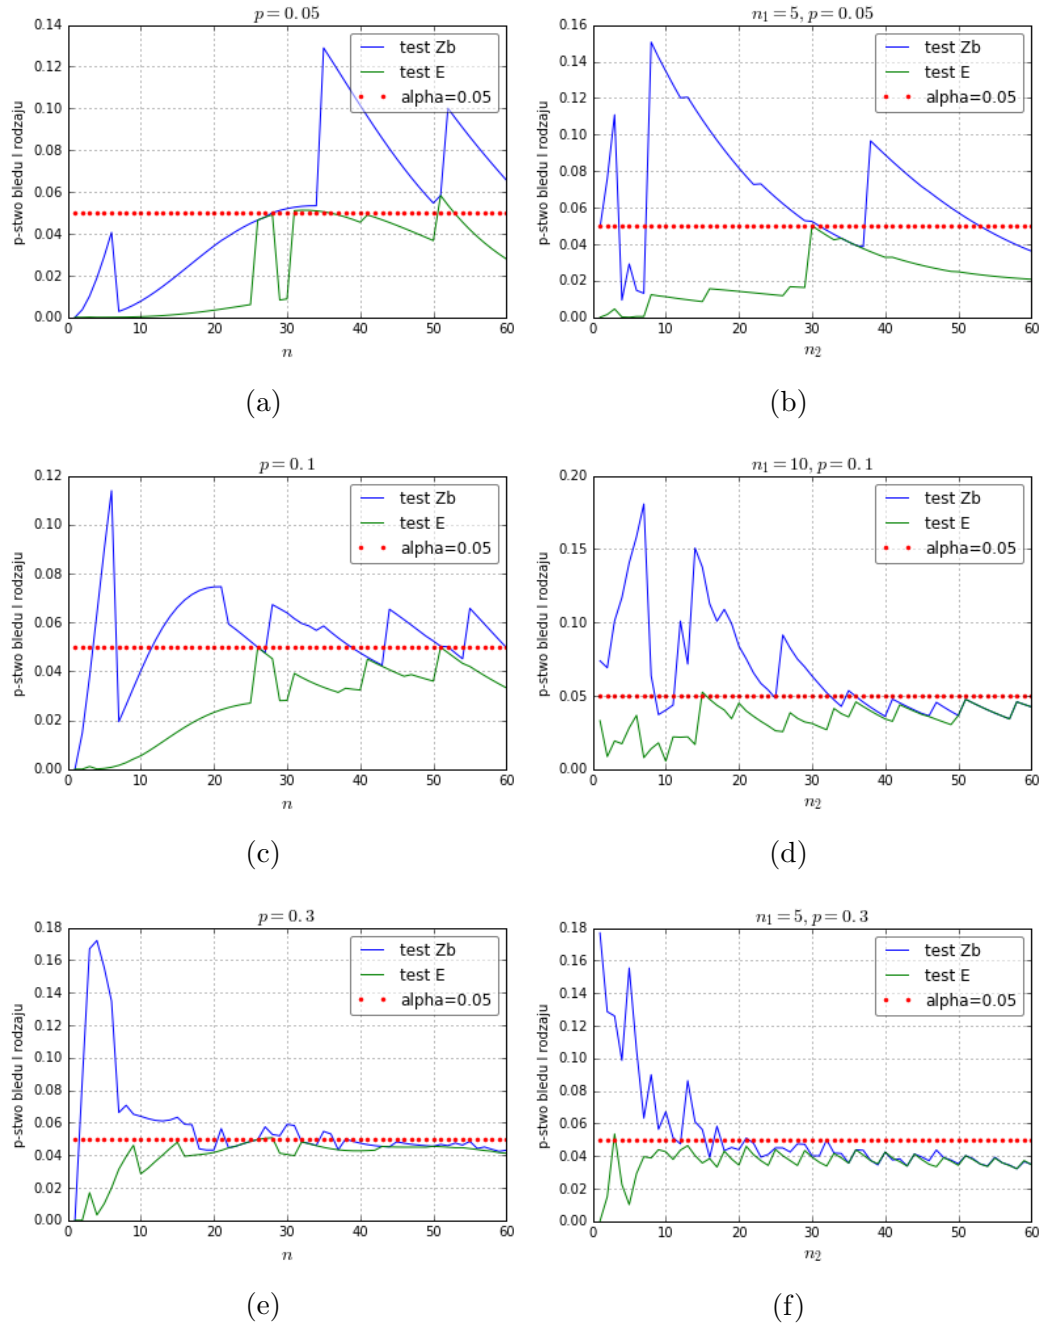 p = 0.05
0.14
0.12
0.10
0.08
0.06
0.04
0.02
0.00
p-stwo bledu I rodzaju
test Zb
test E
alpha=0.05
0 10 20 30 40 50 60
n
(a)
n₁ = 5, p = 0.05
0.16
0.14
0.12
0.10
0.08
0.06
0.04
0.02
0.00
p-stwo bledu I rodzaju
test Zb
test E
alpha=0.05
0 10 20 30 40 50 60
n₂
(b)
p = 0.1
0.12
0.10
0.08
0.06
0.04
0.02
0.00
p-stwo bledu I rodzaju
test Zb
test E
alpha=0.05
0 10 20 30 40 50 60
n
(c)
n₁ = 10, p = 0.1
0.20
0.15
0.10
0.05
0.00
p-stwo bledu I rodzaju
test Zb
test E
alpha=0.05
0 10 20 30 40 50 60
n₂
(d)
p = 0.3
0.18
0.16
0.14
0.12
0.10
0.08
0.06
0.04
0.02
0.00
p-stwo bledu I rodzaju
test Zb
test E
alpha=0.05
0 10 20 30 40 50 60
n
(e)
n₁ = 5, p = 0.3
0.18
0.16
0.14
0.12
0.10
0.08
0.06
0.04
0.02
0.00
p-stwo bledu I rodzaju
test Zb
test E
alpha=0.05
0 10 20 30 40 50 60
n₂
(f)